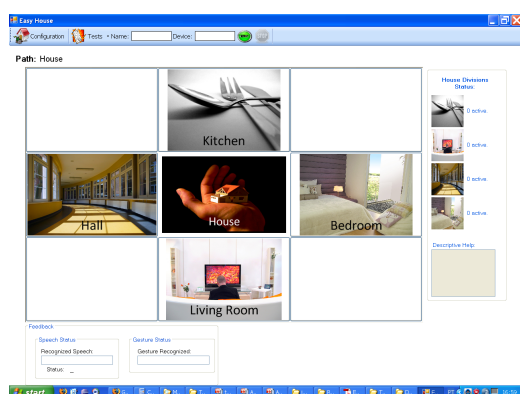 Easy House
Configuration Tests Name: Device:
Path: House
Kitchen
Hall
House
Bedroom
Living Room
House Divisions
Status:
0 active.
0 active.
0 active.
0 active.
Descriptive Help:
Feedback
Speech Status
Recognized Speech:
Status: _
Gesture Status
Gesture Recognized:
start
16:59